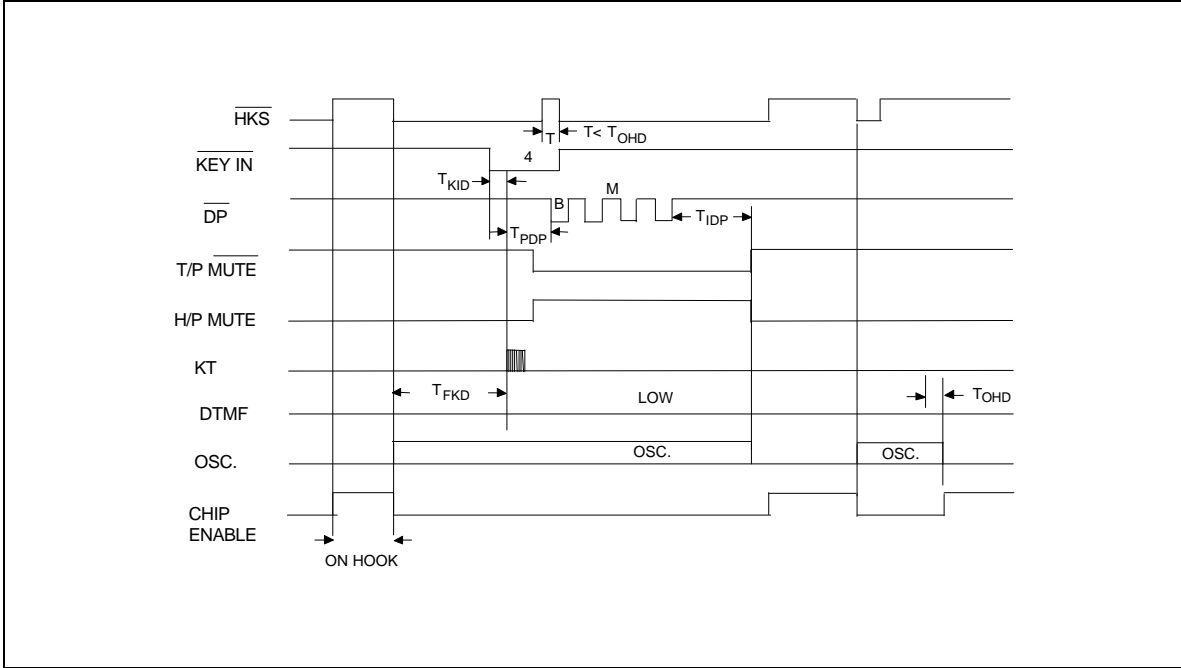 HKS
T T< TOHD
KEY IN
4
TKID
B M
DP
TIDP
TPDP
T/P MUTE
H/P MUTE
KT
TFKD
LOW
TOHD
DTMF
OSC.
OSC.
OSC.
CHIP
ENABLE
ON HOOK